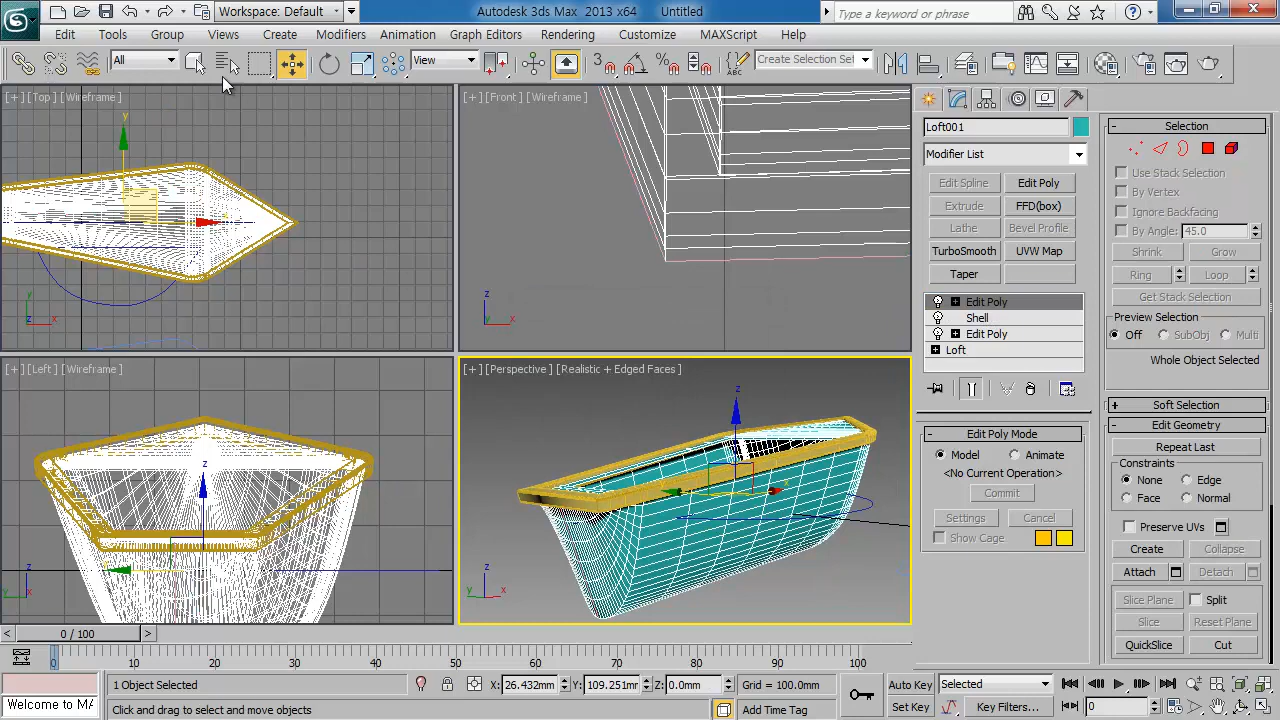 Workspace: Default
Autodesk 3ds Max 2013 x64 Untitled
Type a keyword or phrase
Edit Tools Group Views Create Modifiers Animation Graph Editors Rendering Customize MAXScript Help
All
View
3
Create Selection Set
[+] [Top] [Wireframe]
[+] [Front] [Wireframe]
[+] [Left] [Wireframe]
[+] [Perspective] [Realistic + Edged Faces]
Loft001
Modifier List
Edit Spline Edit Poly
Extrude FFD(box)
Lathe Bevel Profile
TurboSmooth UVW Map
Taper
Edit Poly
Shell
Edit Poly
Loft
Edit Poly Mode
Model Animate
<No Current Operation>
Commit
Settings Cancel
Show Cage
Selection
Use Stack Selection
By Vertex
Ignore Backfacing
By Angle: 45.0
Shrink Grow
Ring Loop
Get Stack Selection
Preview Selection
Off SubObj Multi
Whole Object Selected
Soft Selection
Edit Geometry
Repeat Last
Constraints
None Edge
Face Normal
Preserve UVs
Create Collapse
Attach Detach
Slice Plane Split
Slice Reset Plane
QuickSlice Cut
0 / 100
0 10 20 30 40 50 60 70 80 90 100
1 Object Selected
X: 26.432mm Y: 109.251mm Z: 0.0mm
Grid = 100.0mm
Auto Key Selected
Welcome to MA
Click and drag to select and move objects
Add Time Tag
Set Key Key Filters... 0